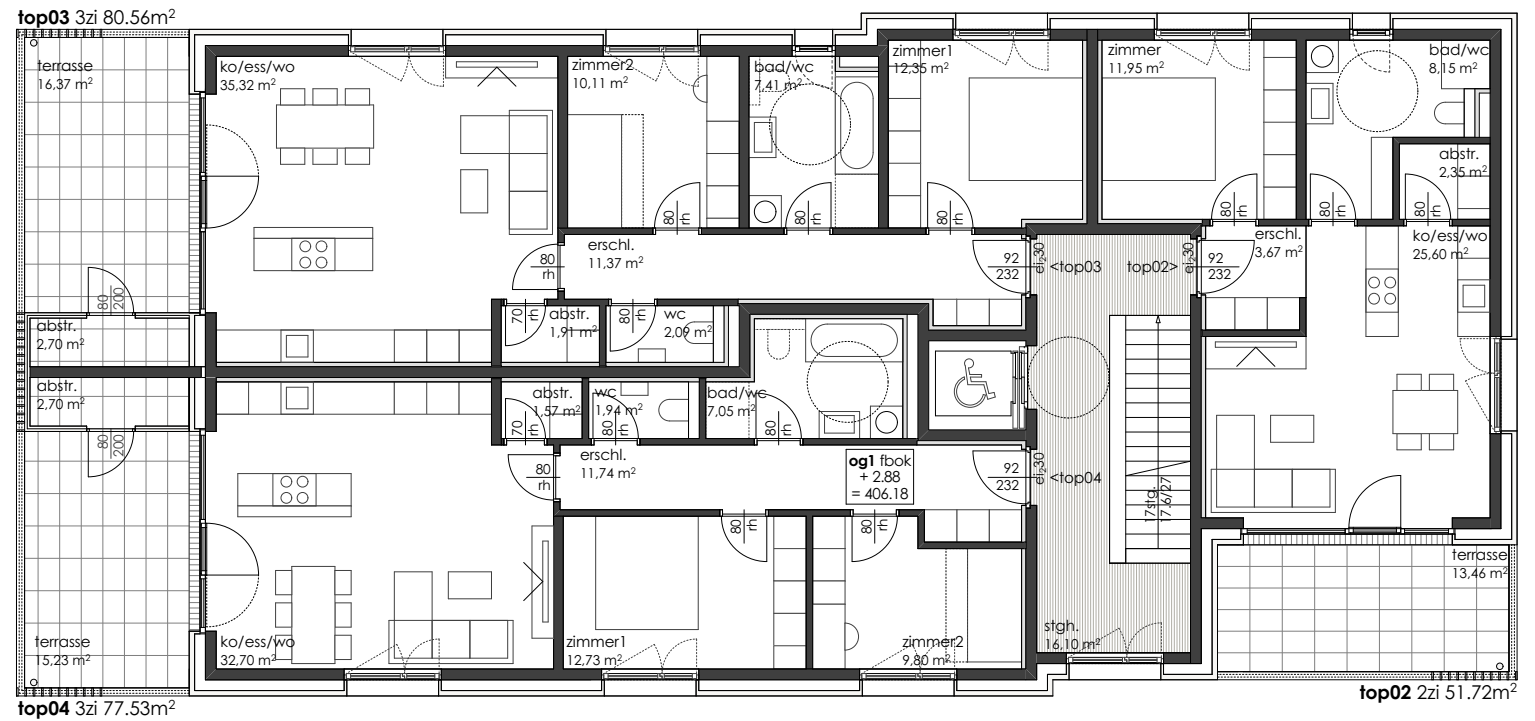 top03 3zi 80.56m²
terrasse
16,37 m²
ko/ess/wo
35,32 m²
zimmer2
10,11 m²
bad/wc
7,41 m²
zimmer1
12,35 m²
zimmer
11,95 m²
bad/wc
8,15 m²
abstr.
2,35 m²
80
rh
80
rh
80
rh
80
rh
80
rh
80
rh
erschl.
11,37 m²
80
rh
92
232
ei₂30
<top03
top02>
ei₂30
92
232
erschl.
3,67 m²
ko/ess/wo
25,60 m²
80
200
abstr.
2,70 m²
70
rh
abstr.
1,91 m²
80
rh
wc
2,09 m²
abstr.
2,70 m²
80
200
70
rh
abstr.
1,57 m²
wc
1,94 m²
80
rh
bad/wc
7,05 m²
80
rh
erschl.
11,74 m²
80
rh
og1 fbok
+ 2.88
= 406.18
92
232
ei₂30
<top04
17stg.
17.6/27
80
rh
80
rh
terrasse
13,46 m²
terrasse
15,23 m²
ko/ess/wo
32,70 m²
zimmer1
12,73 m²
zimmer2
9,80 m²
stgh.
16,10 m²
top04 3zi 77.53m²
top02 2zi 51.72m²